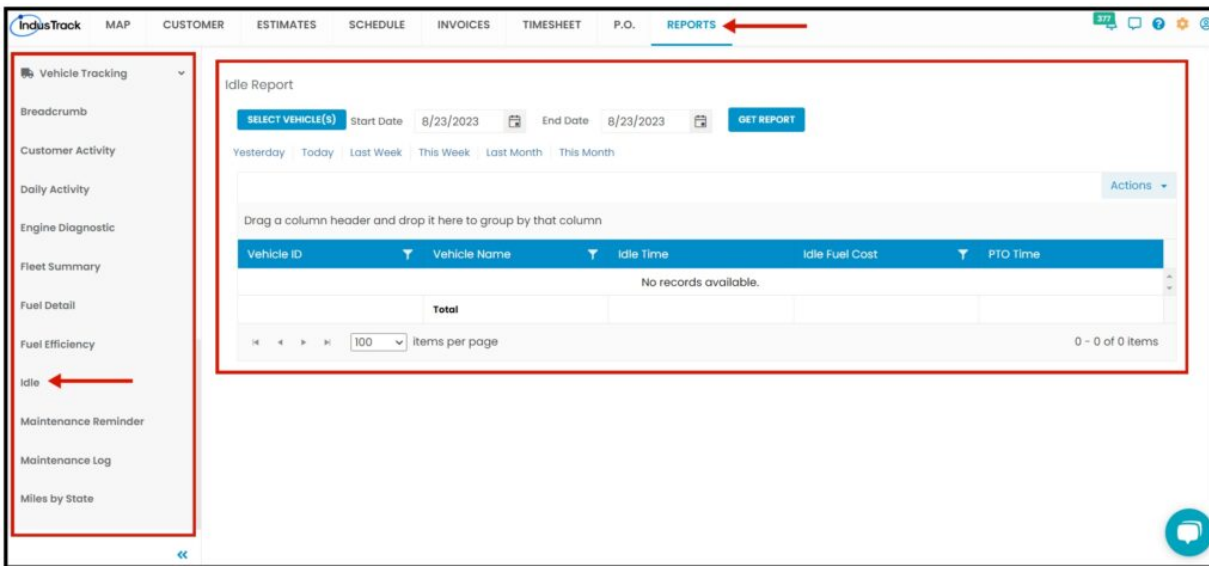 IndusTrack MAP CUSTOMER ESTIMATES SCHEDULE INVOICES TIMESHEET P.O. REPORTS 377
Vehicle Tracking
Breadcrumb
Customer Activity
Daily Activity
Engine Diagnostic
Fleet Summary
Fuel Detail
Fuel Efficiency
Idle
Maintenance Reminder
Maintenance Log
Miles by State
Idle Report
SELECT VEHICLE(S) Start Date 8/23/2023 End Date 8/23/2023 GET REPORT
Yesterday Today Last Week This Week Last Month This Month
Actions
Drag a column header and drop it here to group by that column
Vehicle ID Vehicle Name Idle Time Idle Fuel Cost PTO Time
No records available.
Total
100 items per page 0 - 0 of 0 items